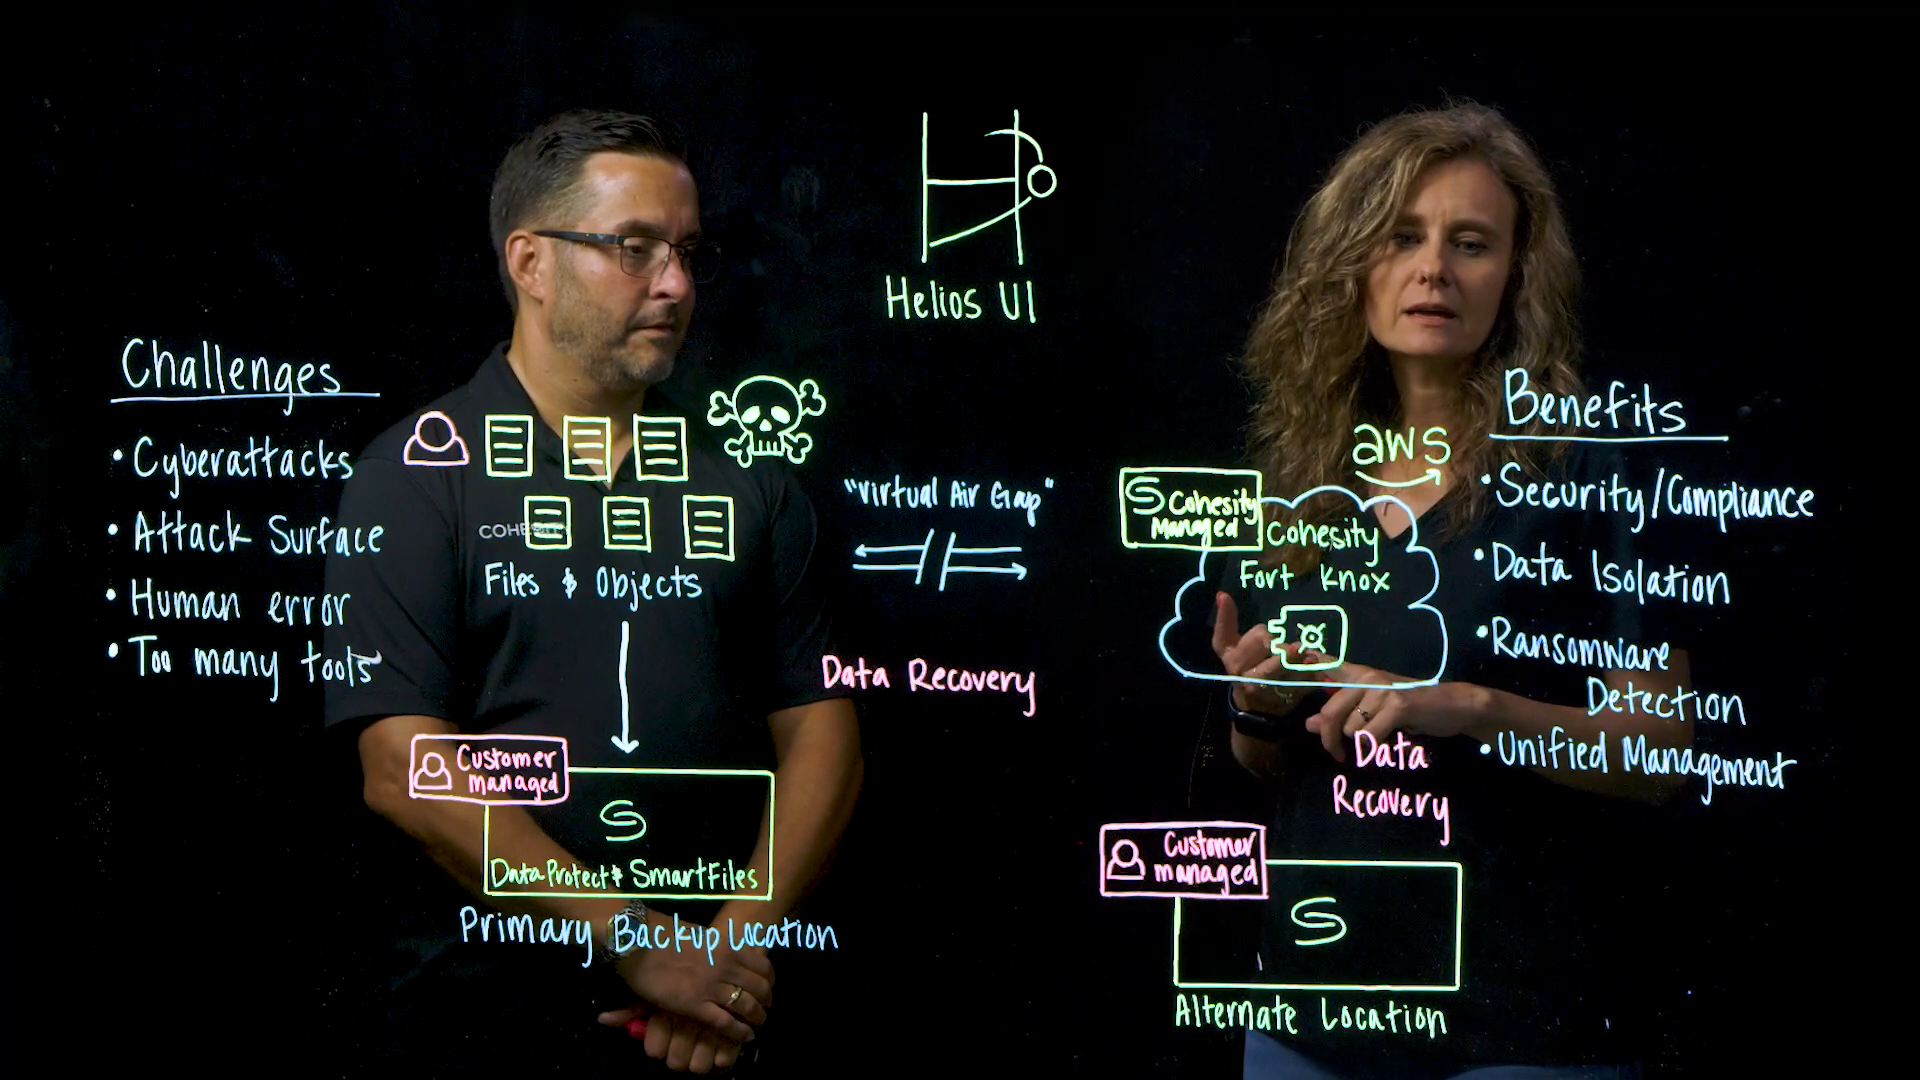 Helios UI
Challenges
• Cyberattacks
• Attack Surface
• Human error
• Too many tools
COHESITY
Files & Objects
Customer
managed
S
DataProtect & SmartFiles
Primary Backup Location
"Virtual Air Gap"
Data Recovery
aws
S Cohesity
Managed
Cohesity
Fort Knox
Data
Recovery
Customer
managed
S
Alternate Location
Benefits
• Security/Compliance
• Data Isolation
• Ransomware
Detection
• Unified Management